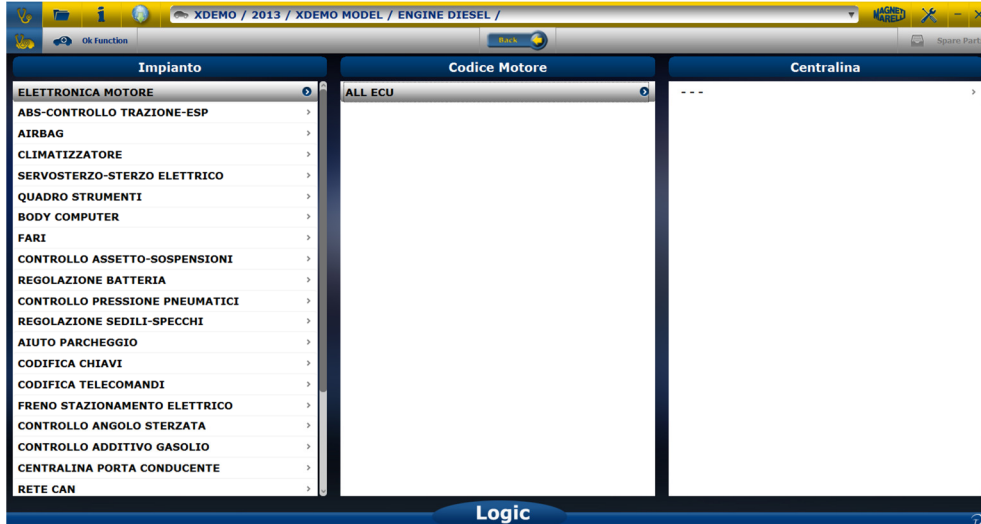 XDEMO / 2013 / XDEMO MODEL / ENGINE DIESEL /
MAGNETI
MARELLI
Ok Function
Back
Spare Part
Impianto
Codice Motore
Centralina
ELETTRONICA MOTORE
ALL ECU
- - -
ABS-CONTROLLO TRAZIONE-ESP
AIRBAG
CLIMATIZZATORE
SERVOSTERZO-STERZO ELETTRICO
QUADRO STRUMENTI
BODY COMPUTER
FARI
CONTROLLO ASSETTO-SOSPENSIONI
REGOLAZIONE BATTERIA
CONTROLLO PRESSIONE PNEUMATICI
REGOLAZIONE SEDILI-SPECCHI
AIUTO PARCHEGGIO
CODIFICA CHIAVI
CODIFICA TELECOMANDI
FRENO STAZIONAMENTO ELETTRICO
CONTROLLO ANGOLO STERZATA
CONTROLLO ADDITIVO GASOLIO
CENTRALINA PORTA CONDUCENTE
RETE CAN
Logic